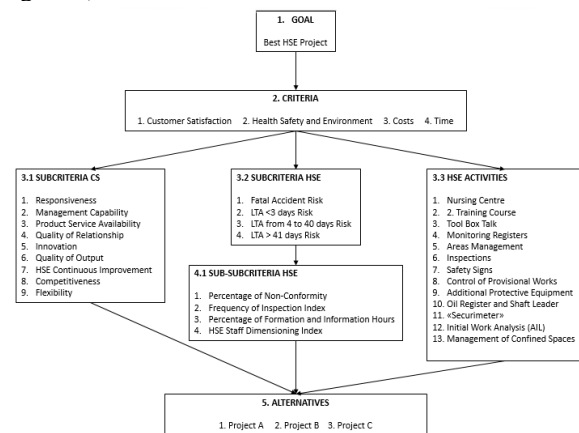 1. GOAL
Best HSE Project
2. CRITERIA
1. Customer Satisfaction 2. Health Safety and Environment 3. Costs 4. Time
3.1 SUBCRITERIA CS
1. Responsiveness
2. Management Capability
3. Product Service Availability
4. Quality of Relationship
5. Innovation
6. Quality of Output
7. HSE Continuous Improvement
8. Competitiveness
9. Flexibility
3.2 SUBCRITERIA HSE
1. Fatal Accident Risk
2. LTA <3 days Risk
3. LTA from 4 to 40 days Risk
4. LTA > 41 days Risk
4.1 SUB-SUBCRITERIA HSE
1. Percentage of Non-Conformity
2. Frequency of Inspection Index
3. Percentage of Formation and Information Hours
4. HSE Staff Dimensioning Index
3.3 HSE ACTIVITIES
1. Nursing Centre
2. 2. Training Course
3. Tool Box Talk
4. Monitoring Registers
5. Areas Management
6. Inspections
7. Safety Signs
8. Control of Provisional Works
9. Additional Protective Equipment
10. Oil Register and Shaft Leader
11. «Securimeter»
12. Initial Work Analysis (AIL)
13. Management of Confined Spaces
5. ALTERNATIVES
1. Project A 2. Project B 3. Project C